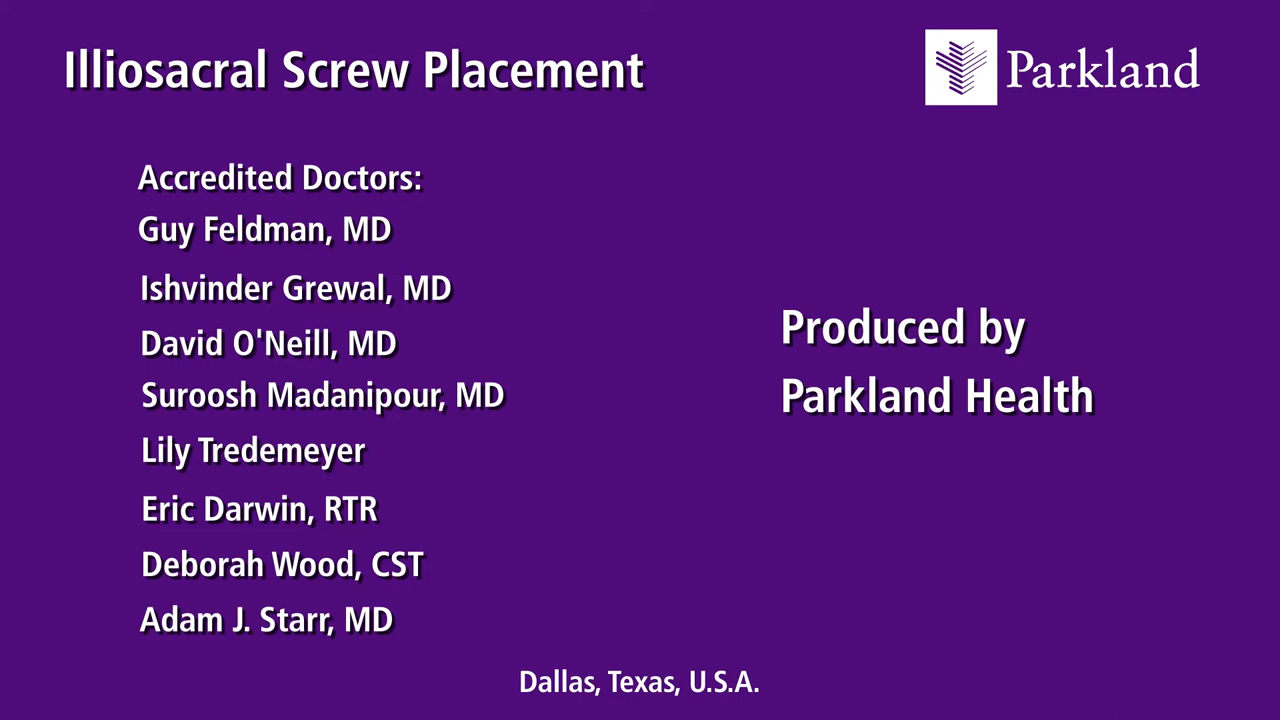 Illiosacral Screw Placement
Parkland
Accredited Doctors:
Guy Feldman, MD
Ishvinder Grewal, MD
David O'Neill, MD
Suroosh Madanipour, MD
Lily Tredemeyer
Eric Darwin, RTR
Deborah Wood, CST
Adam J. Starr, MD
Produced by
Parkland Health
Dallas, Texas, U.S.A.